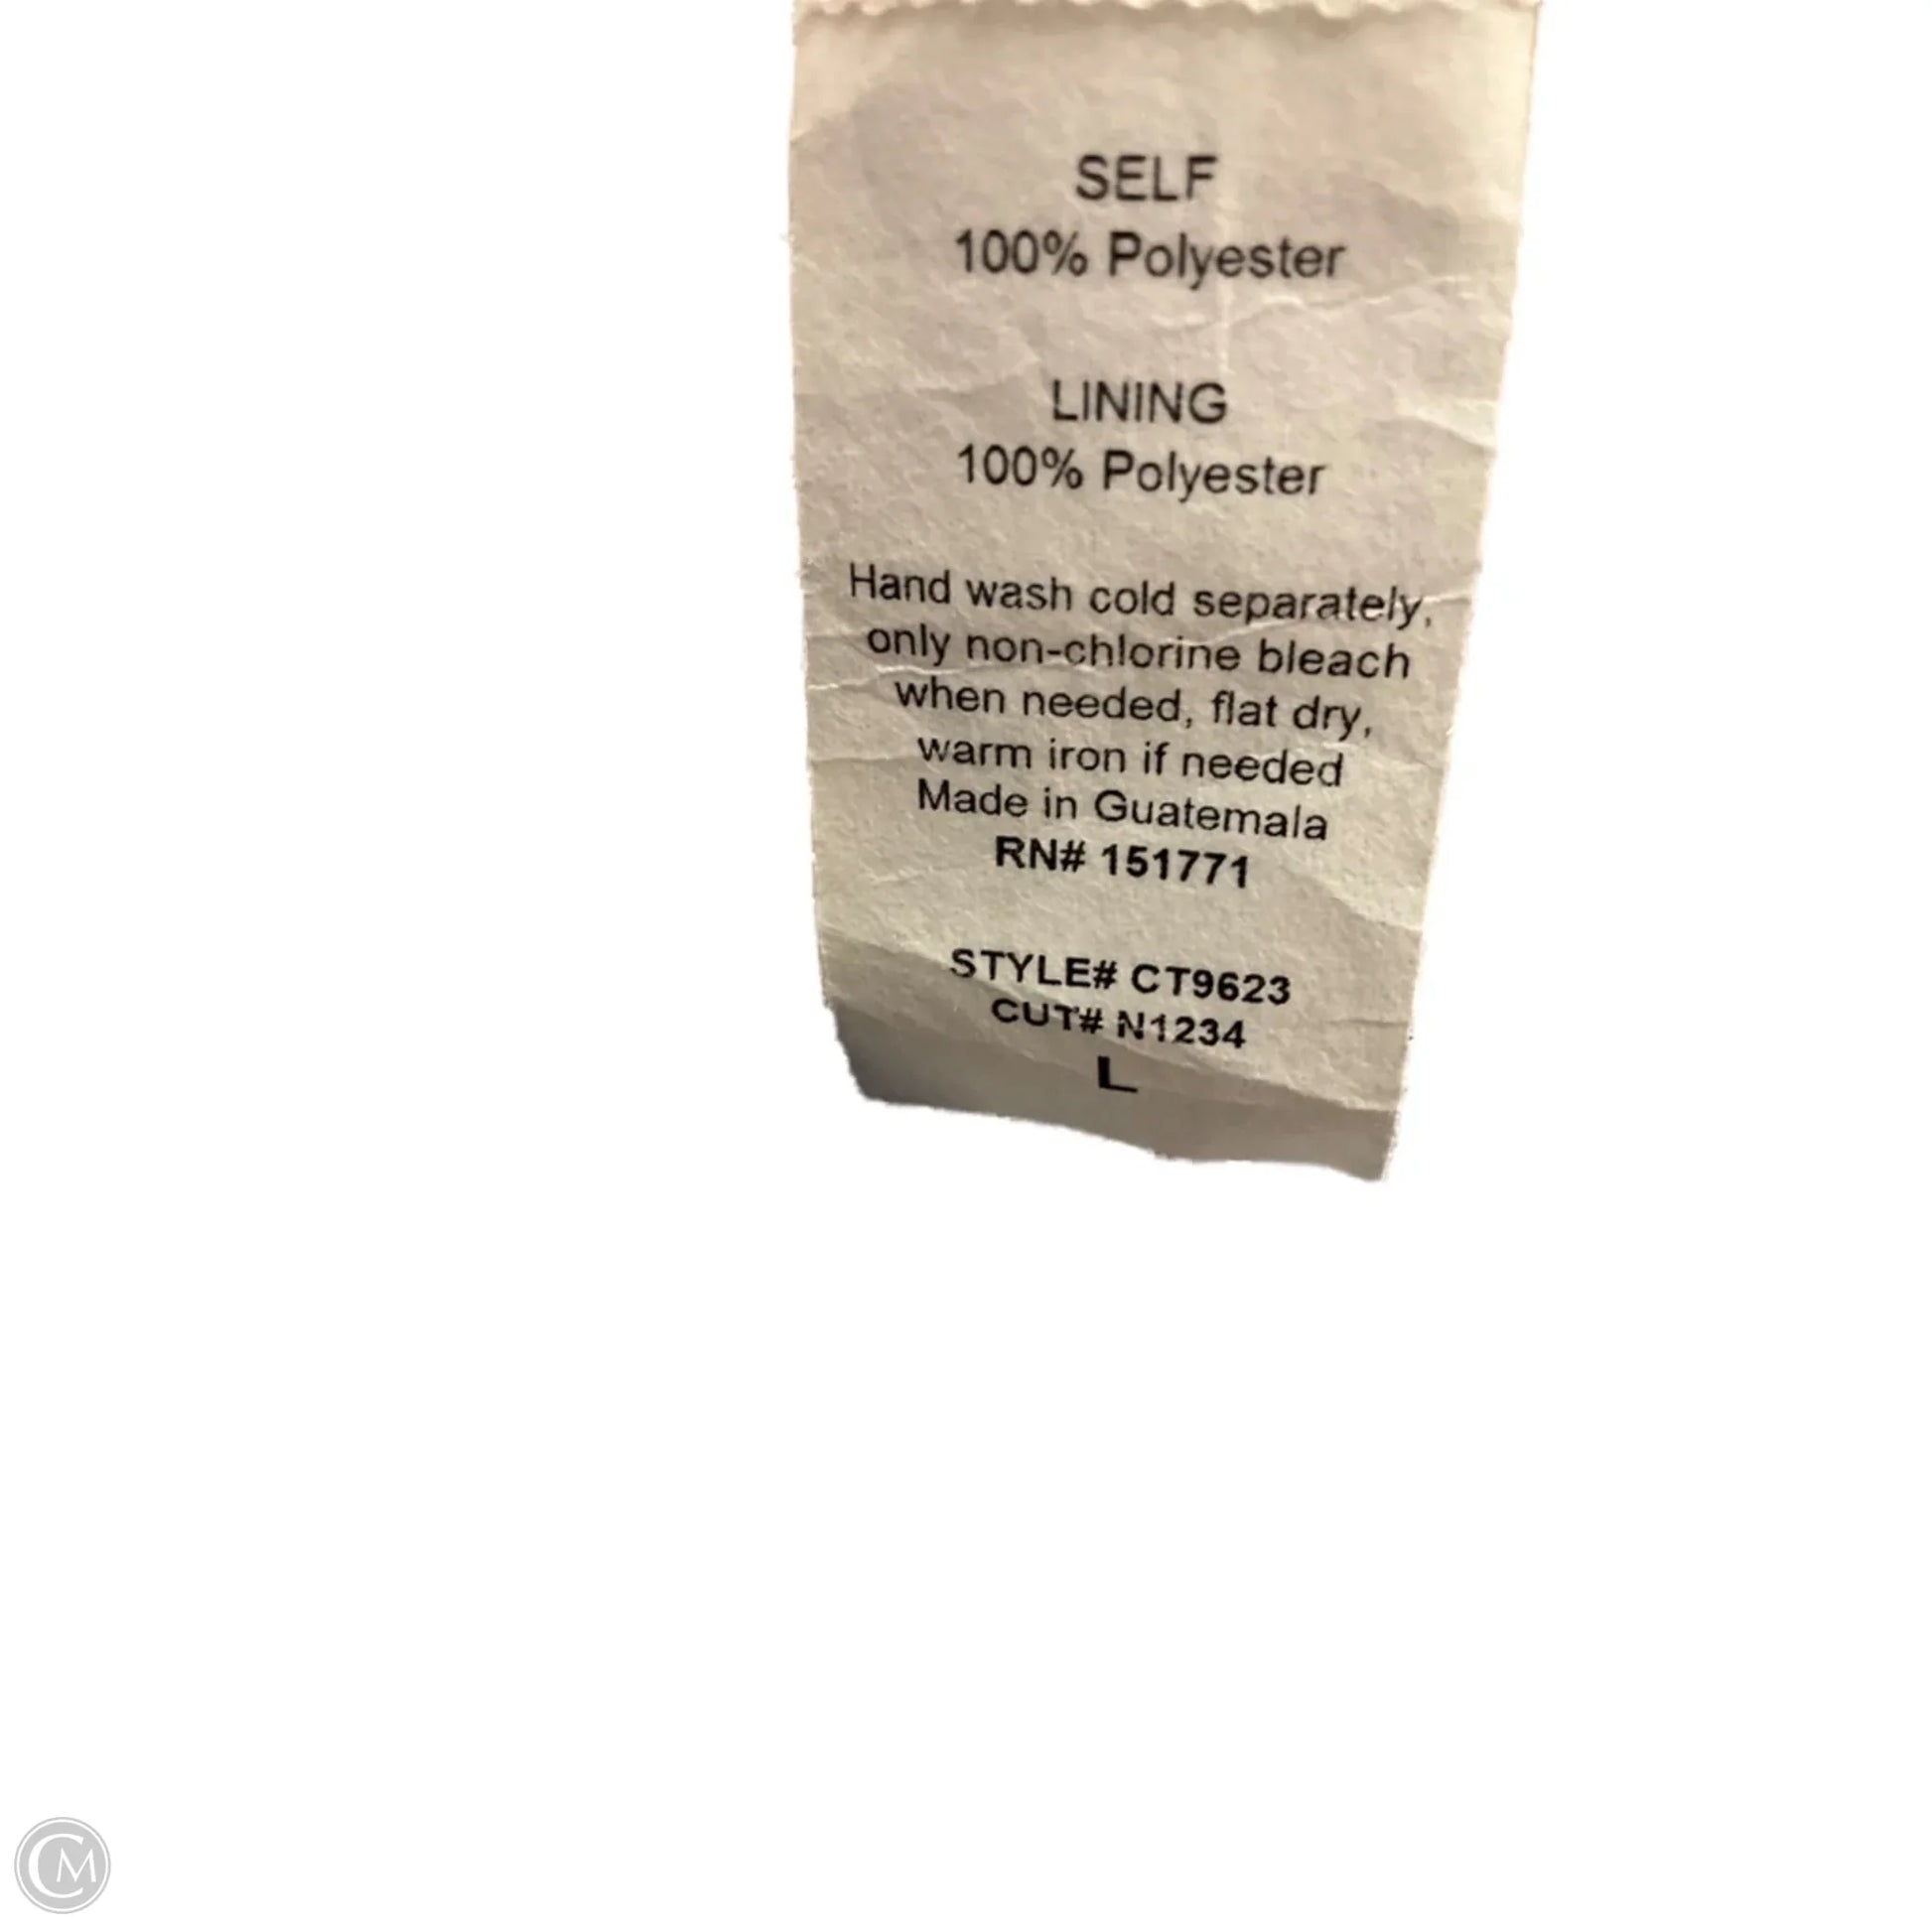 SELF
100% Polyester
LINING
100% Polyester
Hand wash cold separately,
only non-chlorine bleach
when needed, flat dry,
warm iron if needed
Made in Guatemala
RN# 151771
STYLE# CT9623
CUT# N1234
L
CM